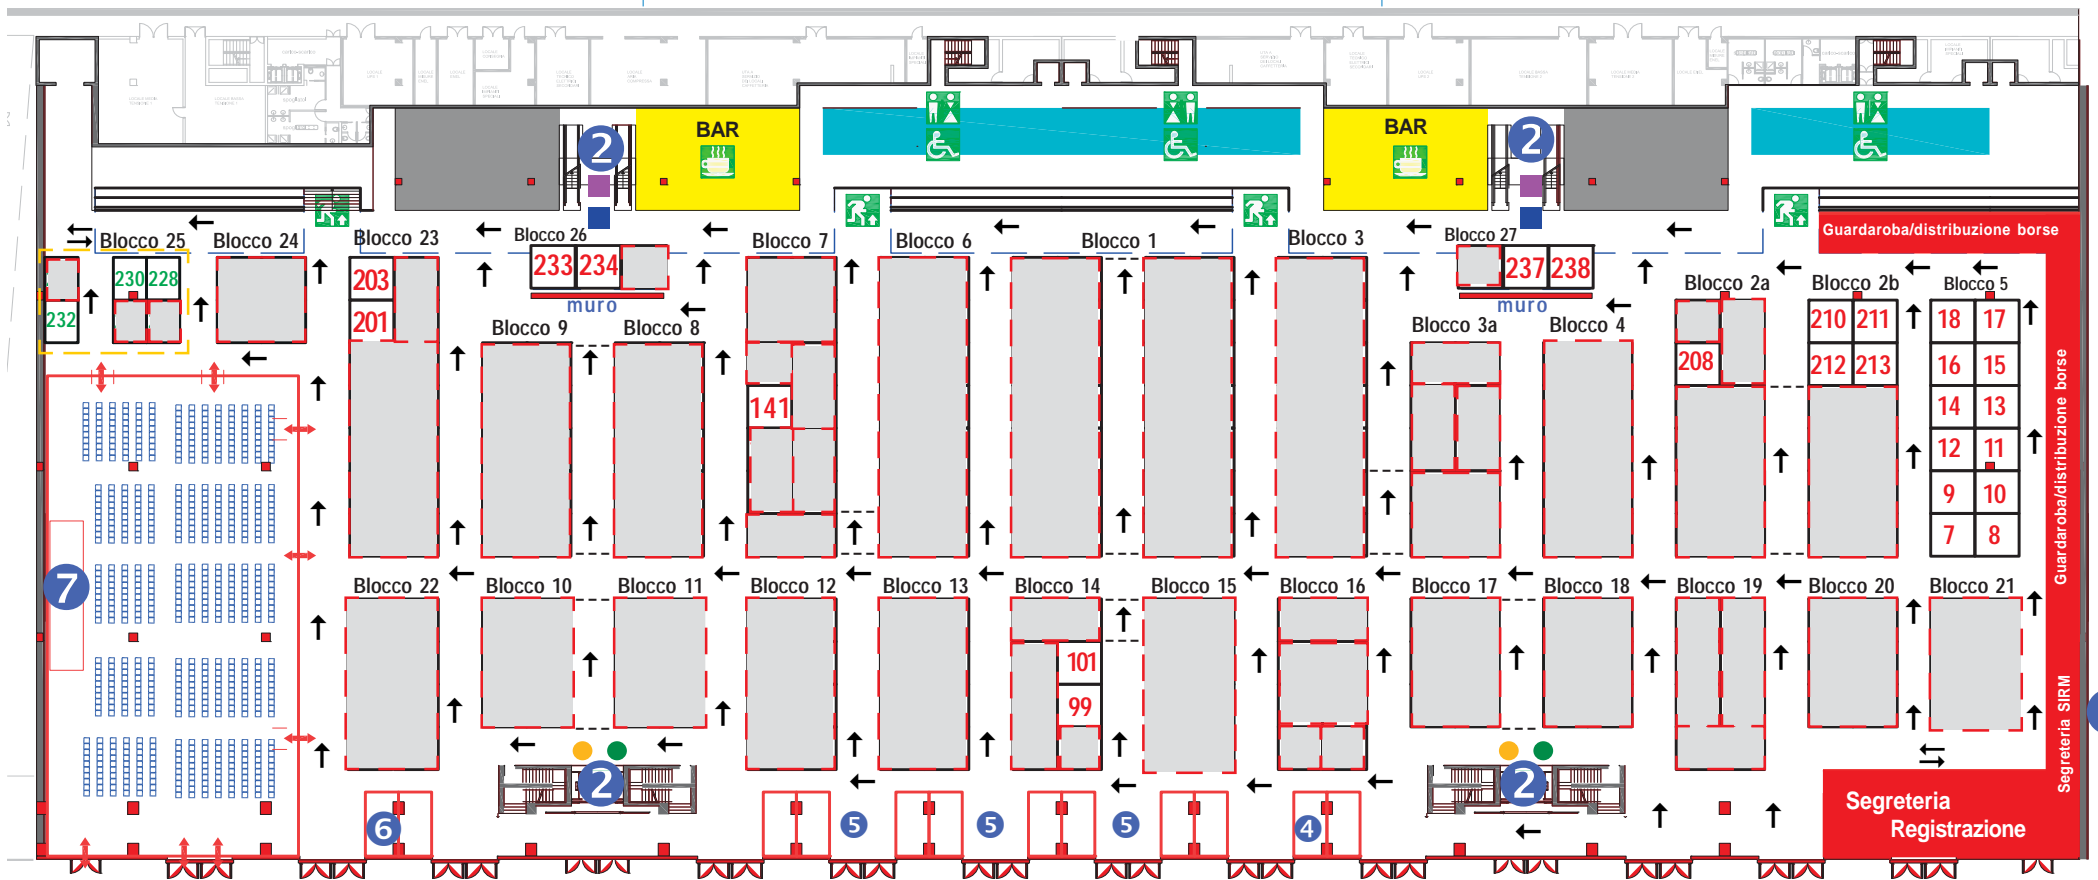 BAR
BAR
2
2
Guardaroba/distribuzione borse
Blocco 25
Blocco 24
Blocco 23
Blocco 26
Blocco 7
Blocco 6
Blocco 1
Blocco 3
Blocco 27
Blocco 2a
Blocco 2b
Blocco 5
230
228
232
203
201
233
234
muro
237
238
muro
Blocco 9
Blocco 8
Blocco 3a
Blocco 4
141
208
210
211
212
213
18
17
16
15
14
13
12
11
9
10
7
8
Guardaroba/distribuzione borse
7
Blocco 22
Blocco 10
Blocco 11
Blocco 12
Blocco 13
Blocco 14
Blocco 15
Blocco 16
Blocco 17
Blocco 18
Blocco 19
Blocco 20
Blocco 21
101
99
Segreteria SIRM
2
2
6
5
5
5
4
Segreteria
Registrazione